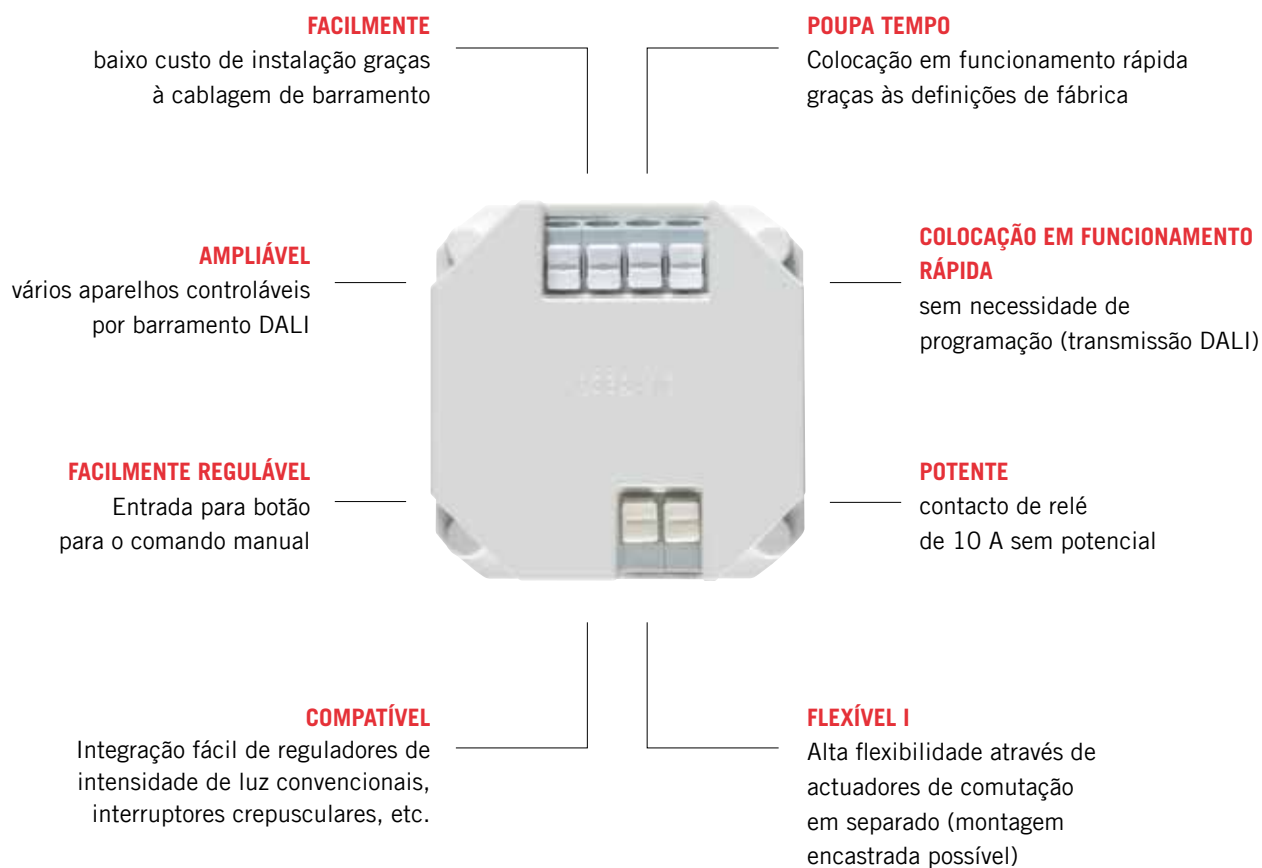 FACILMENTE
baixo custo de instalação graças
à cablagem de barramento
POUPA TEMPO
Colocação em funcionamento rápida
graças às definições de fábrica
AMPLIÁVEL
vários aparelhos controláveis
por barramento DALI
COLOCAÇÃO EM FUNCIONAMENTO
RÁPIDA
sem necessidade de
programação (transmissão DALI)
FACILMENTE REGULÁVEL
Entrada para botão
para o comando manual
POTENTE
contacto de relé
de 10 A sem potencial
COMPATÍVEL
Integração fácil de reguladores de
intensidade de luz convencionais,
interruptores crepusculares, etc.
FLEXÍVEL I
Alta flexibilidade através de
actuadores de comutação
em separado (montagem
encastrada possível)